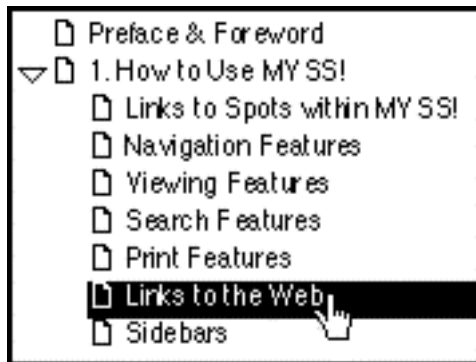 Preface & Foreword
1. How to Use MY SS!
Links to Spots within MY SS!
Navigation Features
Viewing Features
Search Features
Print Features
Links to the Web
Sidebars